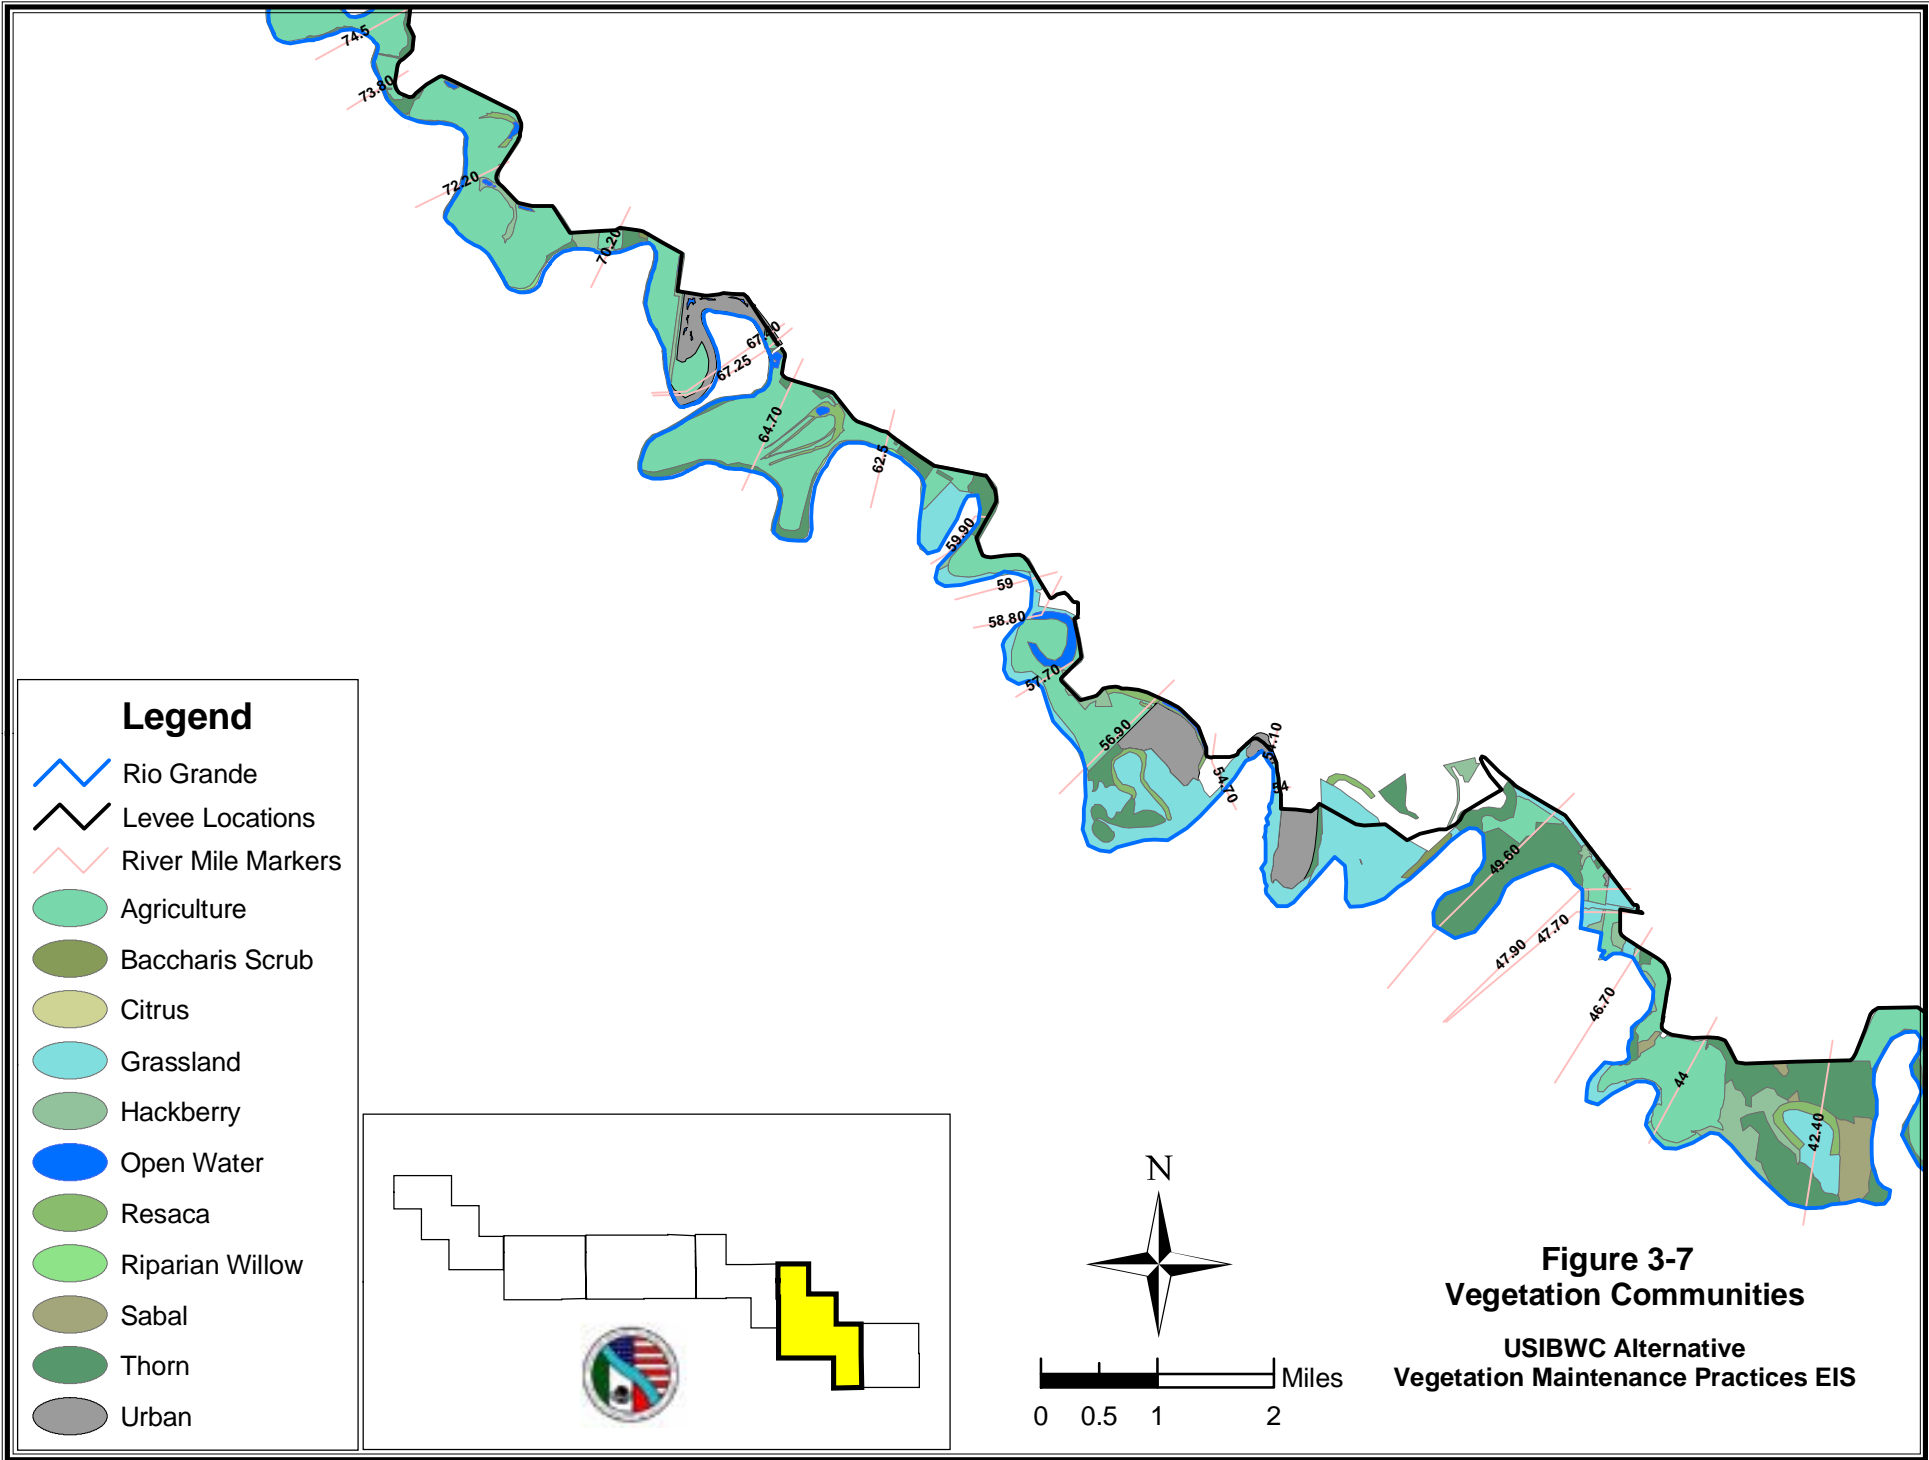 74.5
73.80
72.20
70.20
67.40
67.25
64.70
62.5
59.90
59
58.80
57.70
56.90
54.70
54
49.60
47.90
47.70
46.70
44
42.40
Legend
Rio Grande
Levee Locations
River Mile Markers
Agriculture
Baccharis Scrub
Citrus
Grassland
Hackberry
Open Water
Resaca
Riparian Willow
Sabal
Thorn
Urban
N
Miles
0 0.5 1 2
Figure 3-7
Vegetation Communities
USIBWC Alternative
Vegetation Maintenance Practices EIS